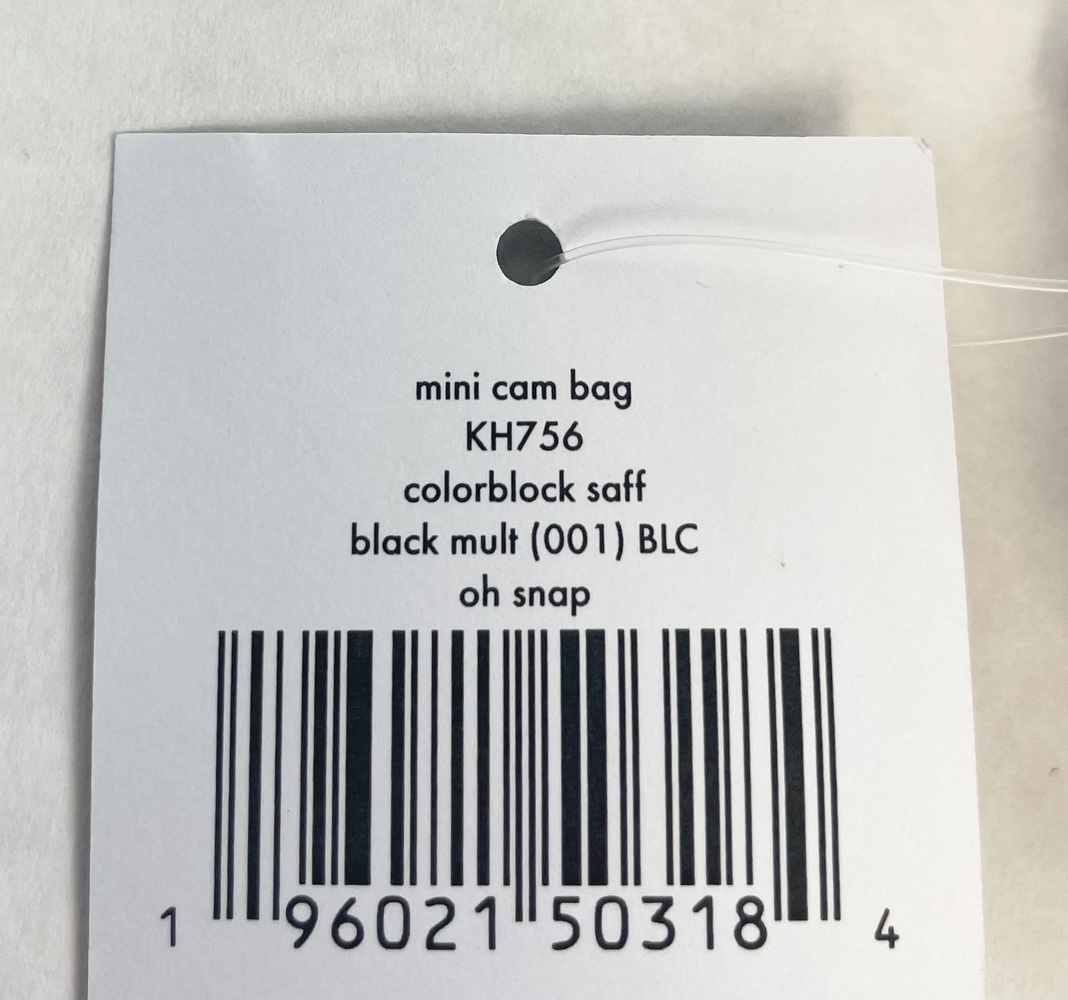 mini cam bag
KH756
colorblock saff
black mult (001) BLC
oh snap
1 96021 50318 4